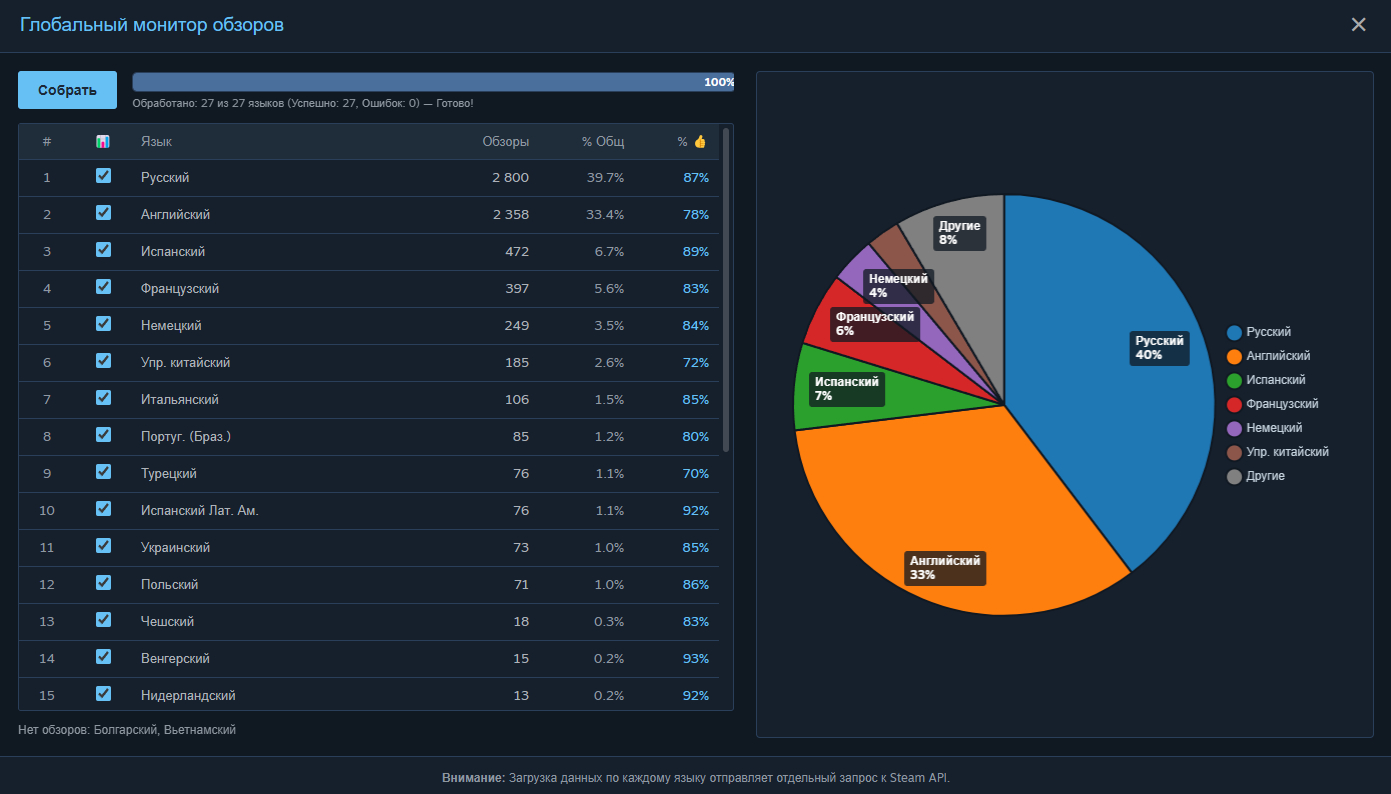 Глобальный монитор обзоров
Собрать
100%
Обработано: 27 из 27 языков (Успешно: 27, Ошибок: 0) — Готово!
# Язык Обзоры % Общ %
1 Русский 2 800 39.7% 87%
2 Английский 2 358 33.4% 78%
3 Испанский 472 6.7% 89%
4 Французский 397 5.6% 83%
5 Немецкий 249 3.5% 84%
6 Упр. китайский 185 2.6% 72%
7 Итальянский 106 1.5% 85%
8 Португ. (Браз.) 85 1.2% 80%
9 Турецкий 76 1.1% 70%
10 Испанский Лат. Ам. 76 1.1% 92%
11 Украинский 73 1.0% 85%
12 Польский 71 1.0% 86%
13 Чешский 18 0.3% 83%
14 Венгерский 15 0.2% 93%
15 Нидерландский 13 0.2% 92%
Нет обзоров: Болгарский, Вьетнамский
Другие
8%
Немецкий
4%
Французский
6%
Испанский
7%
Русский
40%
Английский
33%
Русский
Английский
Испанский
Французский
Немецкий
Упр. китайский
Другие
Внимание: Загрузка данных по каждому языку отправляет отдельный запрос к Steam API.